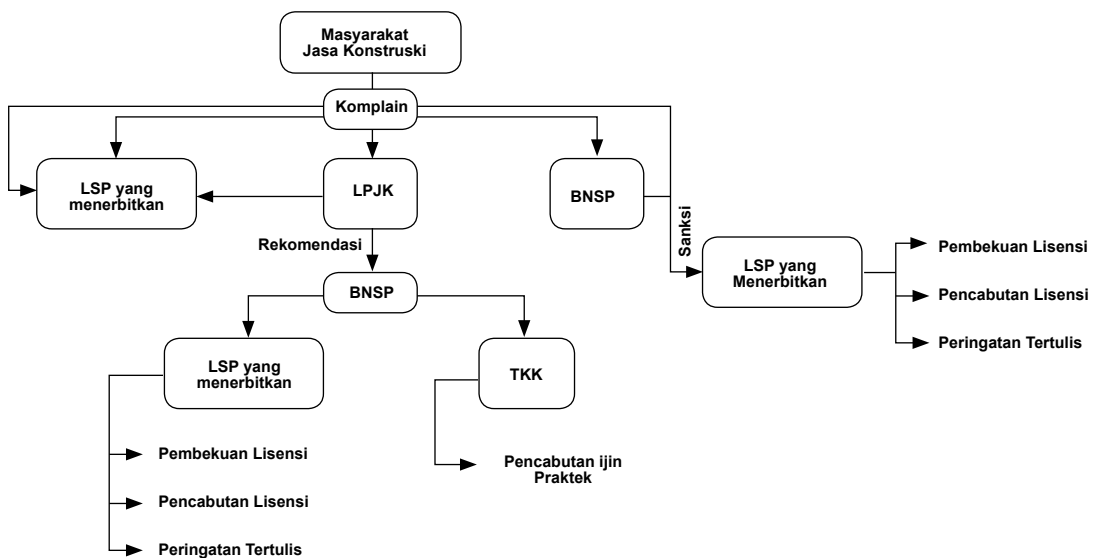 Masyarakat
Jasa Konstruski
Komplain
LSP yang
menerbitkan
LPJK
BNSP
Rekomendasi
Sanksi
LSP yang
Menerbitkan
Pembekuan Lisensi
Pencabutan Lisensi
Peringatan Tertulis
BNSP
LSP yang
menerbitkan
TKK
Pembekuan Lisensi
Pencabutan Lisensi
Peringatan Tertulis
Pencabutan ijin
Praktek